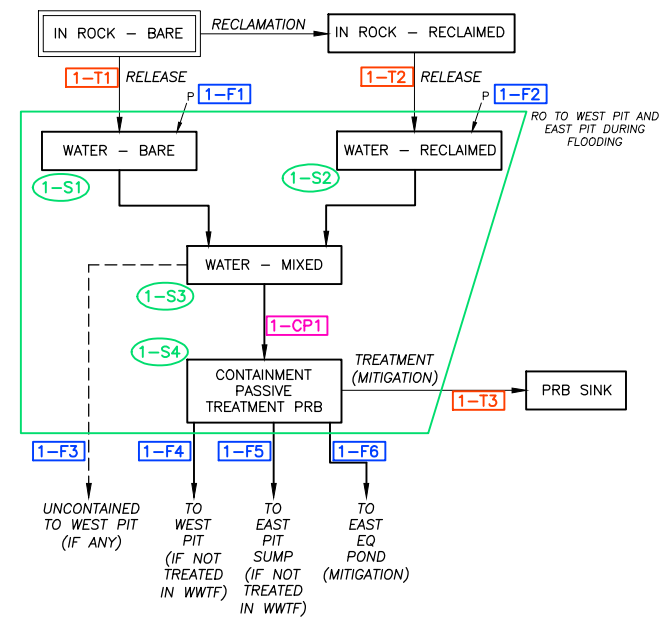 IN ROCK – BARE
RECLAMATION
IN ROCK – RECLAIMED
1–T1
RELEASE
1–T2
RELEASE
P
1–F1
P
1–F2
RO TO WEST PIT AND
EAST PIT DURING
FLOODING
WATER – BARE
WATER – RECLAIMED
1–S1
1–S2
WATER – MIXED
1–S3
1–CP1
1–S4
CONTAINMENT
PASSIVE
TREATMENT PRB
TREATMENT
(MITIGATION)
1–T3
PRB SINK
1–F3
1–F4
1–F5
1–F6
UNCONTAINED
TO WEST PIT
(IF ANY)
TO
WEST
PIT
(IF NOT
TREATED
IN WWTF)
TO
EAST
PIT
SUMP
(IF NOT
TREATED
IN WWTF)
TO
EAST
EQ
POND
(MITIGATION)